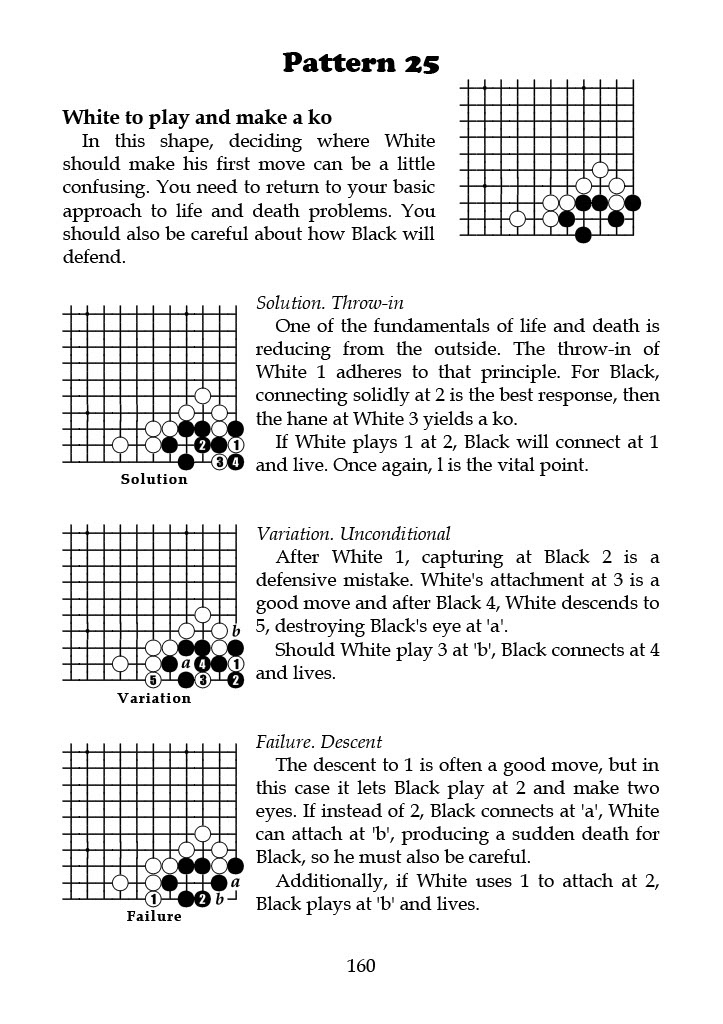 Pattern 25
White to play and make a ko
In this shape, deciding where White
should make his first move can be a little
confusing. You need to return to your basic
approach to life and death problems. You
should also be careful about how Black will
defend.
Solution. Throw-in
One of the fundamentals of life and death is
reducing from the outside. The throw-in of
White 1 adheres to that principle. For Black,
connecting solidly at 2 is the best response, then
the hane at White 3 yields a ko.
If White plays 1 at 2, Black will connect at 1
and live. Once again, l is the vital point.
2 1
3 4
Solution
Variation. Unconditional
After White 1, capturing at Black 2 is a
defensive mistake. White's attachment at 3 is a
good move and after Black 4, White descends to
5, destroying Black's eye at 'a'.
Should White play 3 at 'b', Black connects at 4
and lives.
b
a 4 1
5 3 2
Variation
Failure. Descent
The descent to 1 is often a good move, but in
this case it lets Black play at 2 and make two
eyes. If instead of 2, Black connects at 'a', White
can attach at 'b', producing a sudden death for
Black, so he must also be careful.
Additionally, if White uses 1 to attach at 2,
Black plays at 'b' and lives.
a
1 2 b
Failure
160